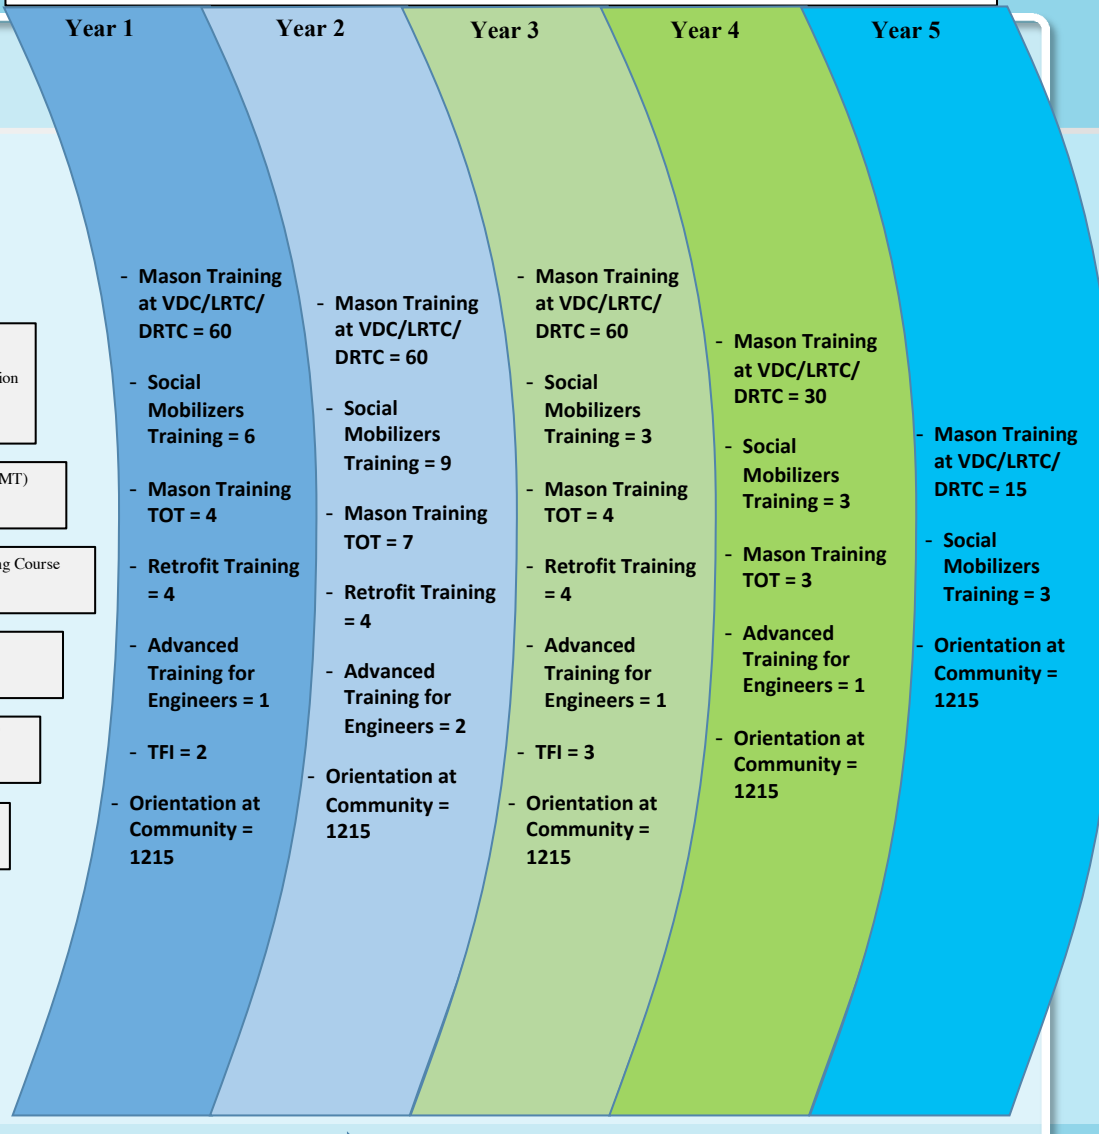 Year 1
Year 2
Year 3
Year 4
Year 5
- Mason Training
at VDC/LRTC/
DRTC = 60
- Social
Mobilizers
Training = 6
- Mason Training
TOT = 4
- Retrofit Training
= 4
- Advanced
Training for
Engineers = 1
- TFI = 2
- Orientation at
Community =
1215
- Mason Training
at VDC/LRTC/
DRTC = 60
- Social
Mobilizers
Training = 9
- Mason Training
TOT = 7
- Retrofit Training
= 4
- Advanced
Training for
Engineers = 2
- Orientation at
Community =
1215
- Mason Training
at VDC/LRTC/
DRTC = 60
- Social
Mobilizers
Training = 3
- Mason Training
TOT = 4
- Retrofit Training
= 4
- Advanced
Training for
Engineers = 1
- TFI = 3
- Orientation at
Community =
1215
- Mason Training
at VDC/LRTC/
DRTC = 30
- Social
Mobilizers
Training = 3
- Mason Training
TOT = 3
- Advanced
Training for
Engineers = 1
- Orientation at
Community =
1215
- Mason Training
at VDC/LRTC/
DRTC = 15
- Social
Mobilizers
Training = 3
- Orientation at
Community =
1215
ion
MT)
ng Course